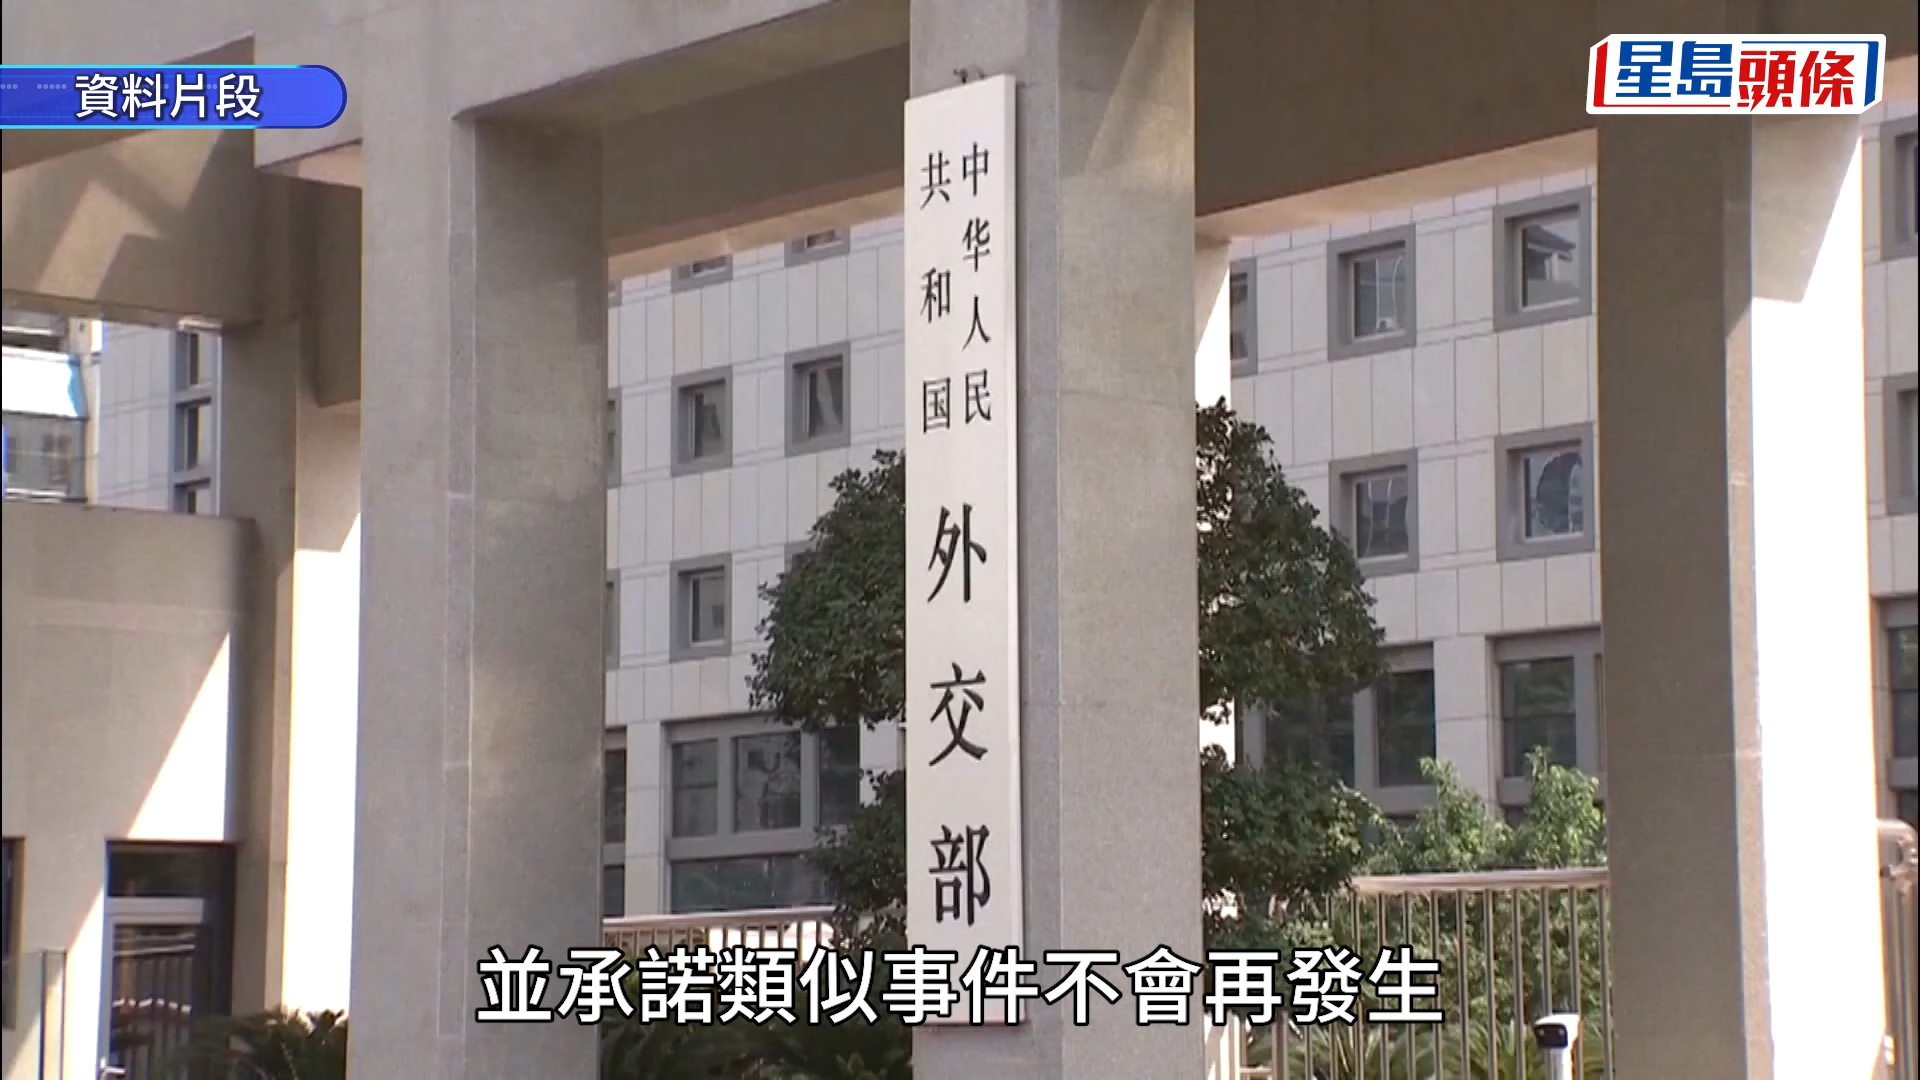 資料片段
星島頭條
中华人民
共和国
外交部
並承諾類似事件不會再發生